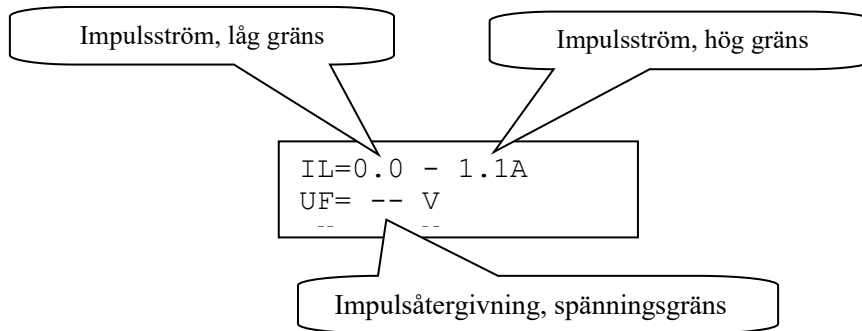 Impulsström, låg gräns
Impulsström, hög gräns
IL=0.0 - 1.1A
UF= -- V
-- --
Impulsåtergivning, spänningsgräns